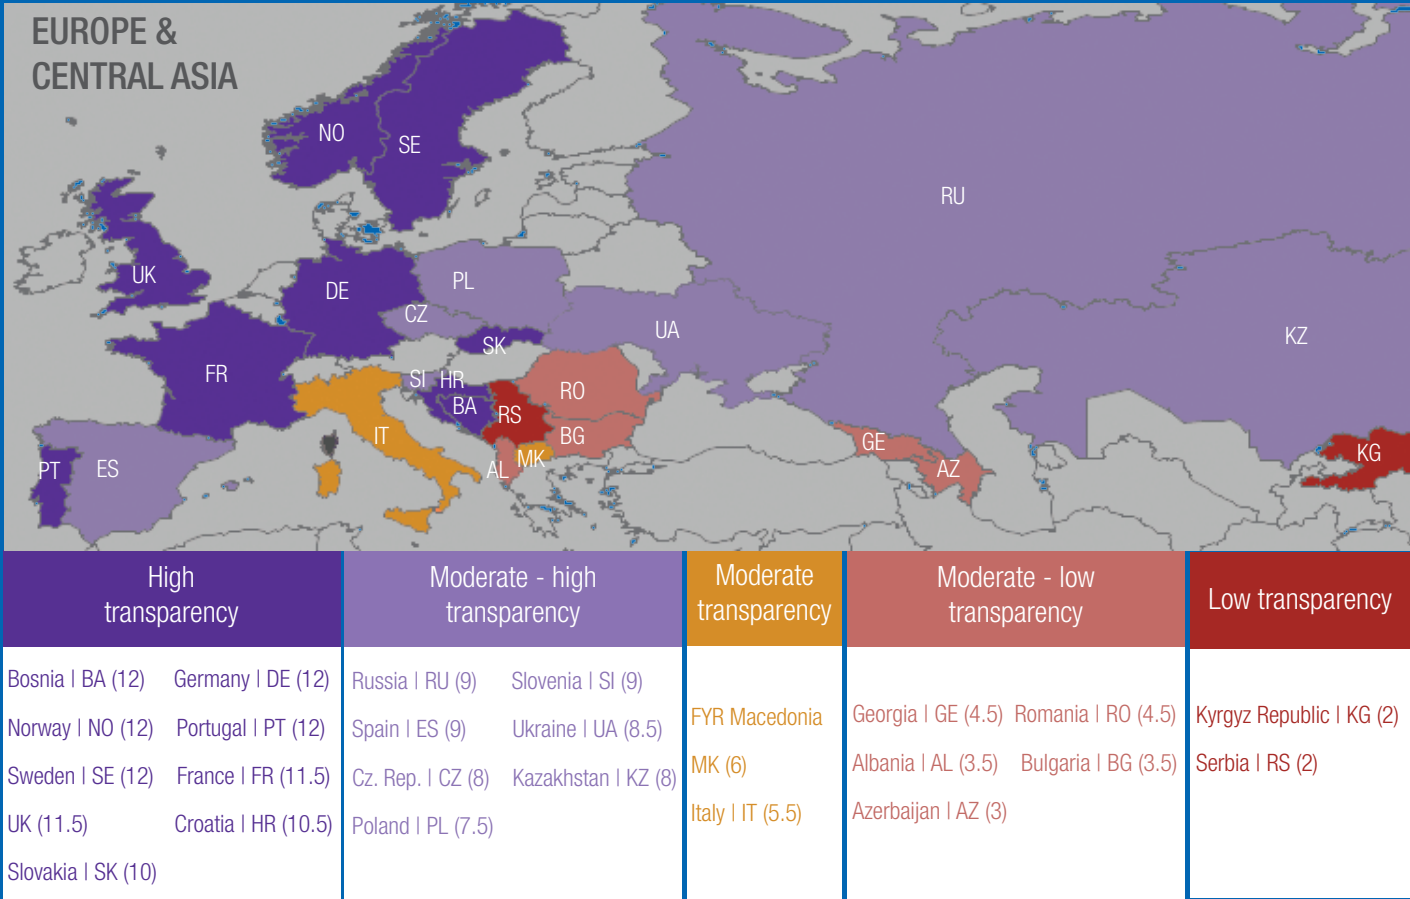 EUROPE &
CENTRAL ASIA
NO
SE
RU
UK
DE
PL
CZ
UA
SK
KZ
FR
SI
HR
RO
BA
RS
IT
BG
GE
MK
KG
PT
ES
AL
AZ
High
transparency
Moderate - high
transparency
Moderate
transparency
Moderate - low
transparency
Low transparency
Bosnia | BA (12) Germany | DE (12)
Norway | NO (12) Portugal | PT (12)
Sweden | SE (12) France | FR (11.5)
UK (11.5) Croatia | HR (10.5)
Slovakia | SK (10)
Russia | RU (9) Slovenia | SI (9)
Spain | ES (9) Ukraine | UA (8.5)
Cz. Rep. | CZ (8) Kazakhstan | KZ (8)
Poland | PL (7.5)
FYR Macedonia
MK (6)
Italy | IT (5.5)
Georgia | GE (4.5) Romania | RO (4.5)
Albania | AL (3.5) Bulgaria | BG (3.5)
Azerbaijan | AZ (3)
Kyrgyz Republic | KG (2)
Serbia | RS (2)